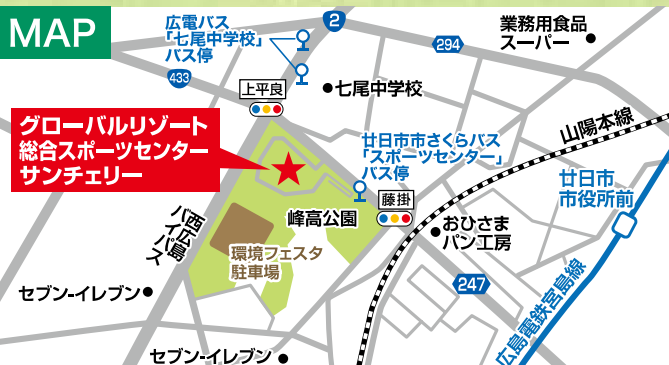 MAP
広電バス
「七尾中学校」
バス停
2
294
業務用食品
スーパー
433
上平良
七尾中学校
グローバルリゾート
総合スポーツセンター
サンチェリー
廿日市市さくらバス
「スポーツセンター」
バス停
山陽本線
廿日市
市役所前
藤掛
峰高公園
おひさま
パン工房
西広島
バイパス
環境フェスタ
駐車場
247
セブン-イレブン
広島電鉄宮島線
セブン-イレブン